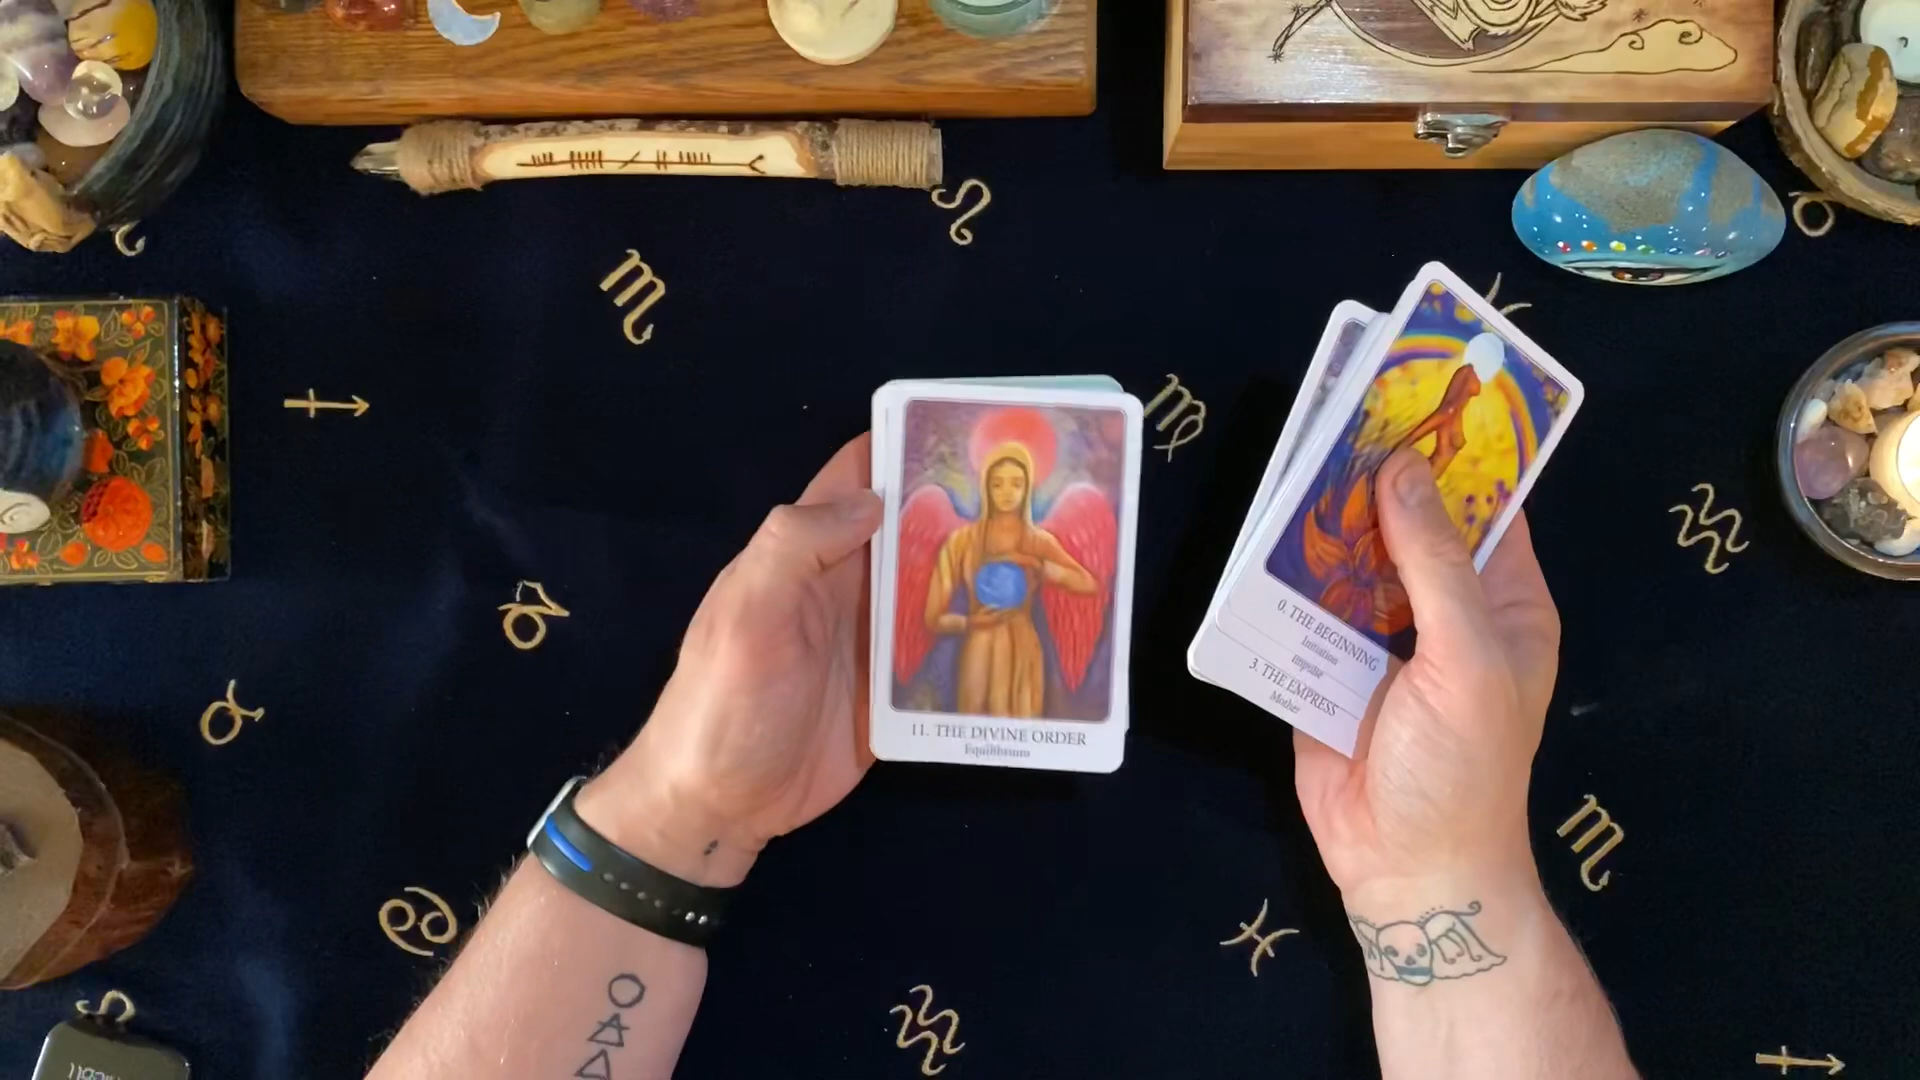 11. THE DIVINE ORDER
Equilibrium
0. THE BEGINNING
Initiation
Impulse
3. THE EMPRESS
Mother